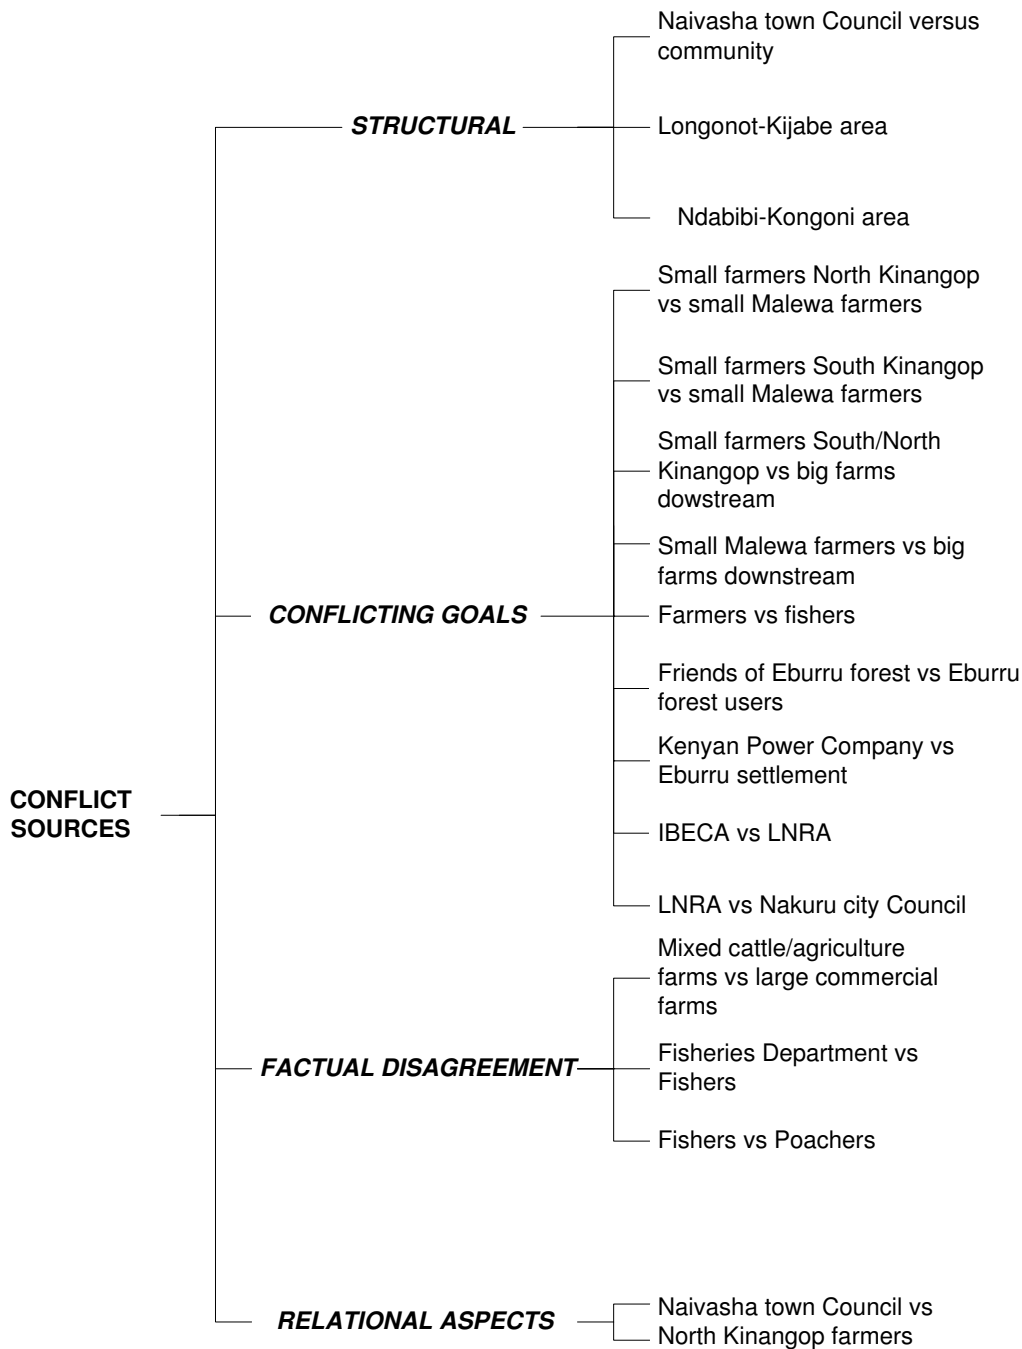 Naivasha town Council versus
community
STRUCTURAL
Longonot-Kijabe area
Ndabibi-Kongoni area
Small farmers North Kinangop
vs small Malewa farmers
Small farmers South Kinangop
vs small Malewa farmers
Small farmers South/North
Kinangop vs big farms
dowstream
Small Malewa farmers vs big
farms downstream
CONFLICTING GOALS
Farmers vs fishers
Friends of Eburru forest vs Eburru
forest users
Kenyan Power Company vs
Eburru settlement
CONFLICT
SOURCES
IBECA vs LNRA
LNRA vs Nakuru city Council
Mixed cattle/agriculture
farms vs large commercial
farms
FACTUAL DISAGREEMENT
Fisheries Department vs
Fishers
Fishers vs Poachers
RELATIONAL ASPECTS
Naivasha town Council vs
North Kinangop farmers